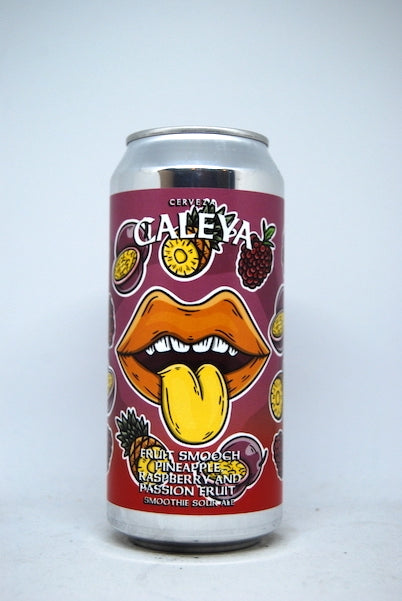 CERVEZA
CALEYA
FRUIT SMOOCH
PINEAPPLE,
RASPBERRY AND
PASSION FRUIT
SMOOTHIE SOUR ALE